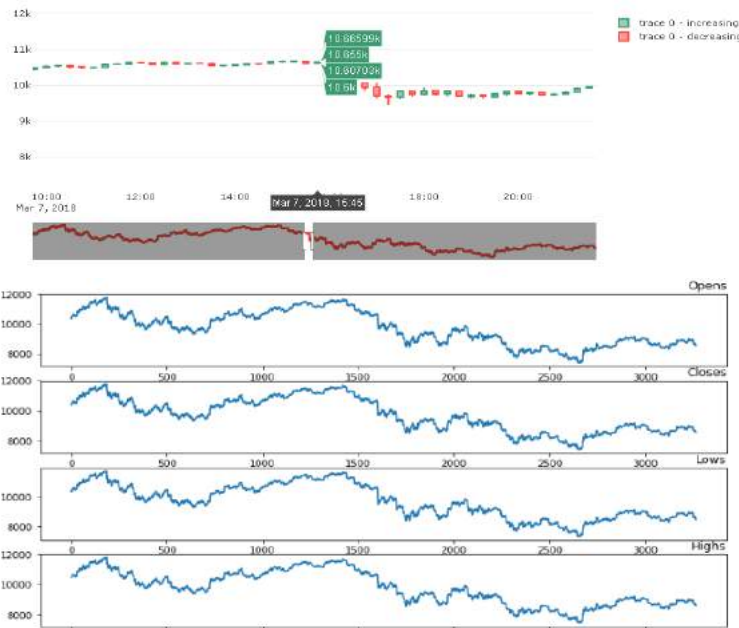 12k
trace 0 - increasing
trace 0 - decreasing
11k
10.66599k
10.655k
10.60703k
10.6k
10k
9k
8k
10:00
12:00
14:00
18:00
20:00
Mar 7, 2018
Mar 7, 2018, 15:45
Opens
12000
10000
8000
0 500 1000 1500 2000 2500 3000
Closes
12000
10000
8000
0 500 1000 1500 2000 2500 3000
Lows
10000
8000
0 500 1000 1500 2000 2500 3000
Highs
12000
10000
8000